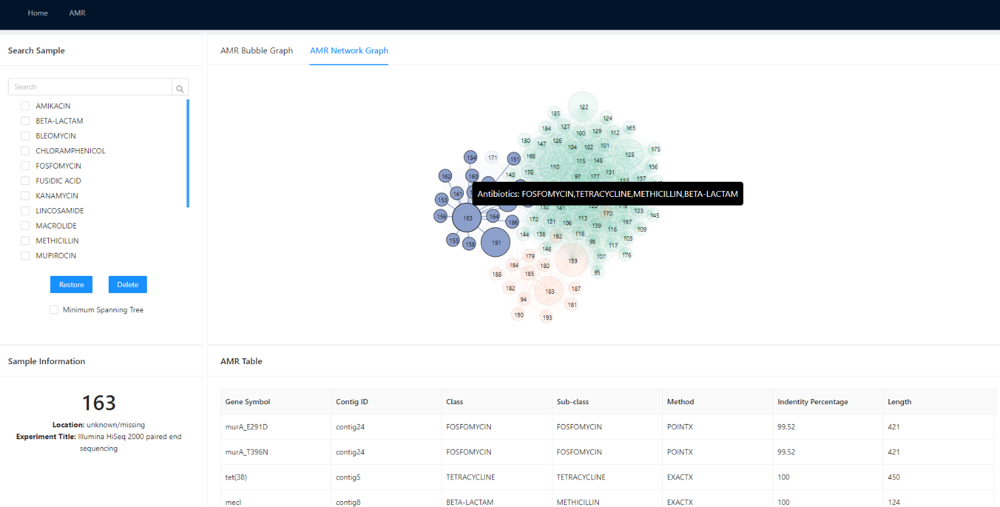 Home AMR
Search Sample
Search
AMIKACIN
BETA-LACTAM
BLEOMYCIN
CHLORAMPHENICOL
FOSFOMYCIN
FUSIDIC ACID
KANAMYCIN
LINCOSAMIDE
MACROLIDE
METHICILLIN
MUPIROCIN
Restore Delete
Minimum Spanning Tree
AMR Bubble Graph AMR Network Graph
122
135
124
134 127 165
100 129 112
130 147 126
104 102 101 175
154 171 151 168 128
115 148
110 136
162 160 140 178 97 177 131
133 137
Antibiotics: FOSFOMYCIN,TETRACYCLINE,METHICILLIN,BETA-LACTAM
161
153
132 141 120 119 123
156 163 164 186 172 121 106 113 170 167 145
139 116 109
144 138 192 118
155 158 191 98 117 103
146
179 107 176
184 180 189
188 185 95
182 183 187
94 181
190 193
Sample Information
163
Location: unknown/missing
Experiment Title: Illumina HiSeq 2000 paired end
sequencing
AMR Table
Gene Symbol Contig ID Class Sub-class Method Indentity Percentage Length
murA_E291D contig24 FOSFOMYCIN FOSFOMYCIN POINTX 99.52 421
murA_T396N contig24 FOSFOMYCIN FOSFOMYCIN POINTX 99.52 421
tet(38) contig5 TETRACYCLINE TETRACYCLINE EXACTX 100 450
mecI contig8 BETA-LACTAM METHICILLIN EXACTX 100 124